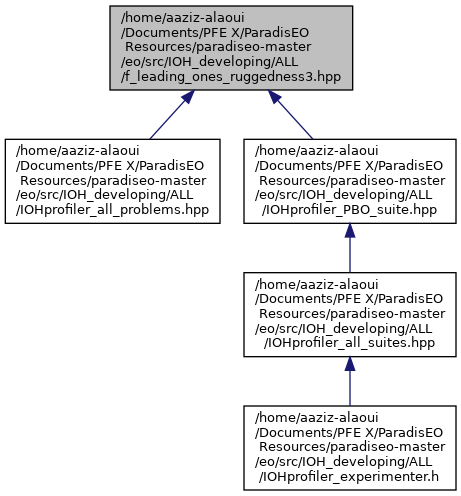 /home/aaziz-alaoui
/Documents/PFE X/ParadisEO
Resources/paradiseo-master
/eo/src/IOH_developing/ALL
/f_leading_ones_ruggedness3.hpp
/home/aaziz-alaoui
/Documents/PFE X/ParadisEO
Resources/paradiseo-master
/eo/src/IOH_developing/ALL
/IOHprofiler_all_problems.hpp
/home/aaziz-alaoui
/Documents/PFE X/ParadisEO
Resources/paradiseo-master
/eo/src/IOH_developing/ALL
/IOHprofiler_PBO_suite.hpp
/home/aaziz-alaoui
/Documents/PFE X/ParadisEO
Resources/paradiseo-master
/eo/src/IOH_developing/ALL
/IOHprofiler_all_suites.hpp
/home/aaziz-alaoui
/Documents/PFE X/ParadisEO
Resources/paradiseo-master
/eo/src/IOH_developing/ALL
/IOHprofiler_experimenter.h